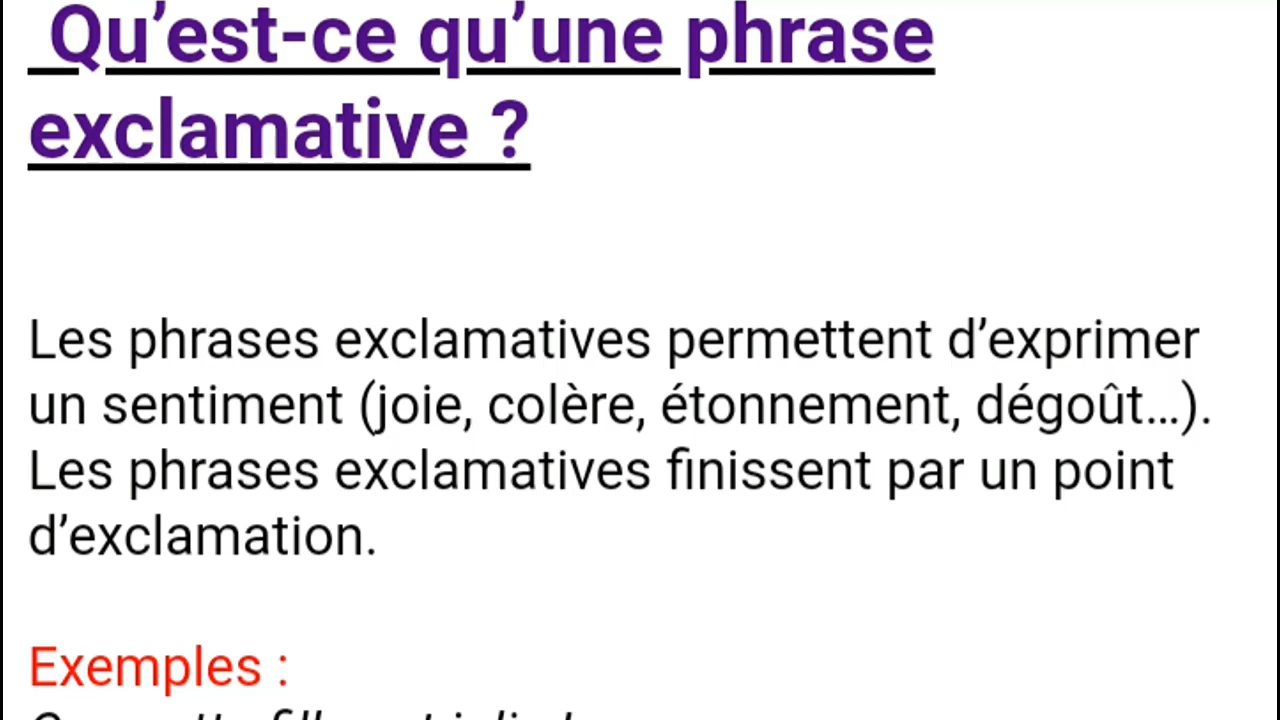 Qu’est-ce qu’une phrase
exclamative ?
Les phrases exclamatives permettent d’exprimer
un sentiment (joie, colère, étonnement, dégoût…).
Les phrases exclamatives finissent par un point
d’exclamation.
Exemples :